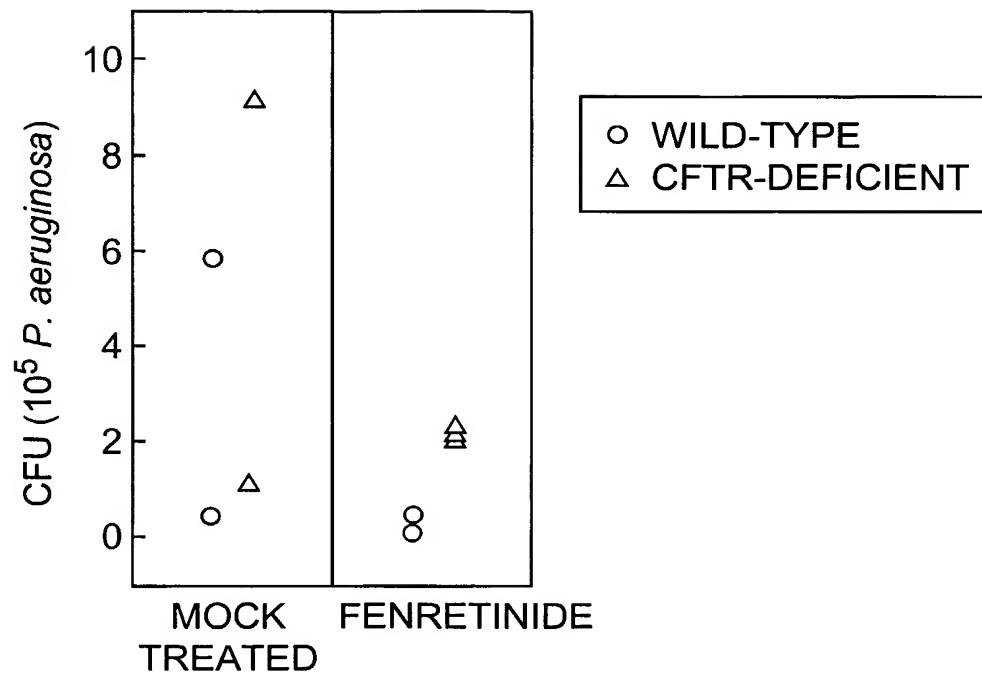 CFU (10⁵ P. aeruginosa)
10
8
6
4
2
0
MOCK
TREATED
FENRETINIDE
WILD-TYPE
CFTR-DEFICIENT